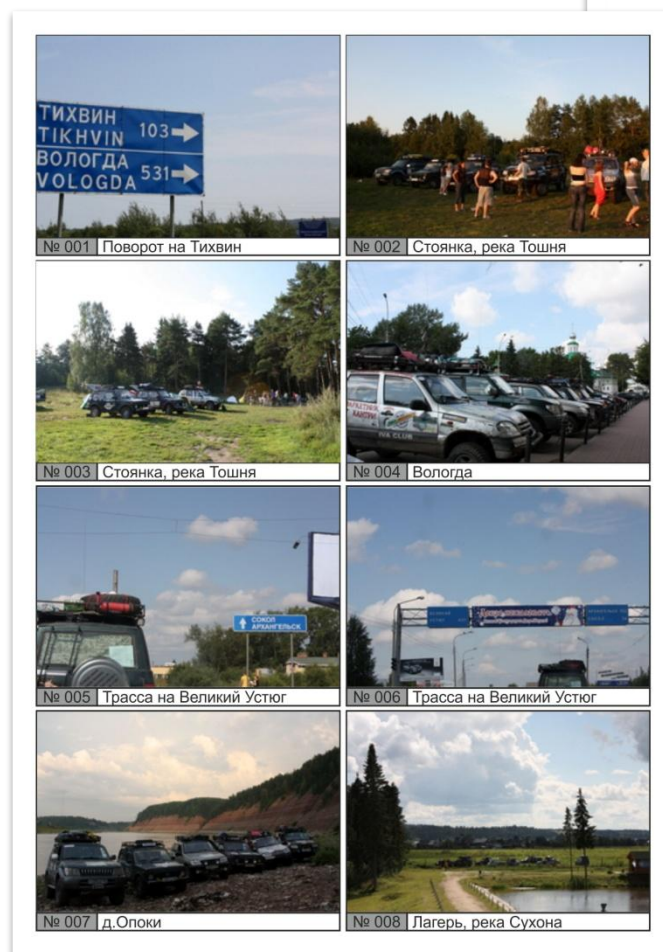 ТИХВИН
TIKHVIN 103
ВОЛОГДА
VOLOGDA 531
№ 001 Поворот на Тихвин
№ 002 Стоянка, река Тошня
№ 003 Стоянка, река Тошня
IVA CLUB
№ 004 Вологда
СОКОЛ
АРХАНГЕЛЬСК
№ 005 Трасса на Великий Устюг
№ 006 Трасса на Великий Устюг
№ 007 д.Опоки
№ 008 Лагерь, река Сухона